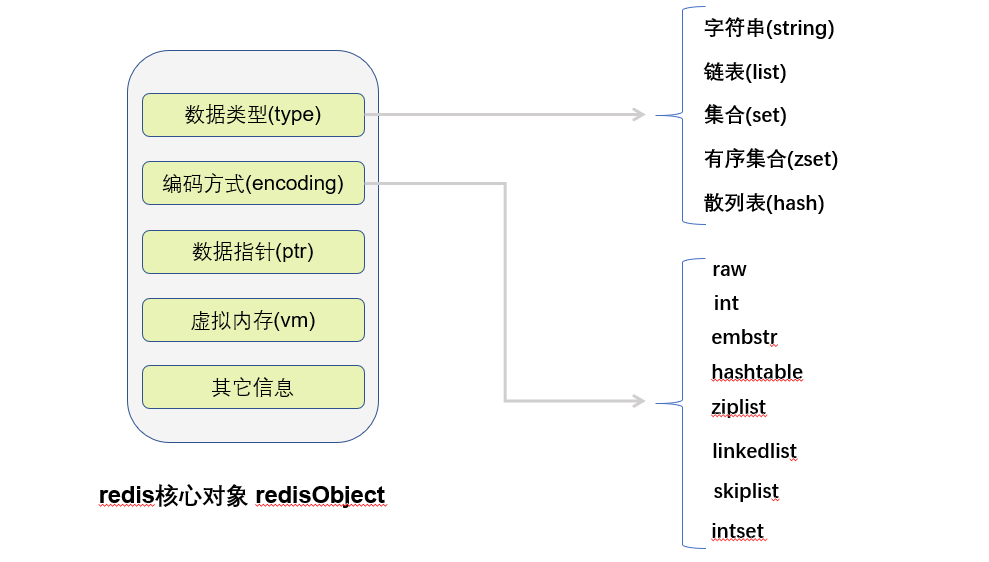 数据类型(type)
编码方式(encoding)
数据指针(ptr)
虚拟内存(vm)
其它信息
redis核心对象 redisObject
字符串(string)
链表(list)
集合(set)
有序集合(zset)
散列表(hash)
raw
int
embstr
hashtable
ziplist
linkedlist
skiplist
intset